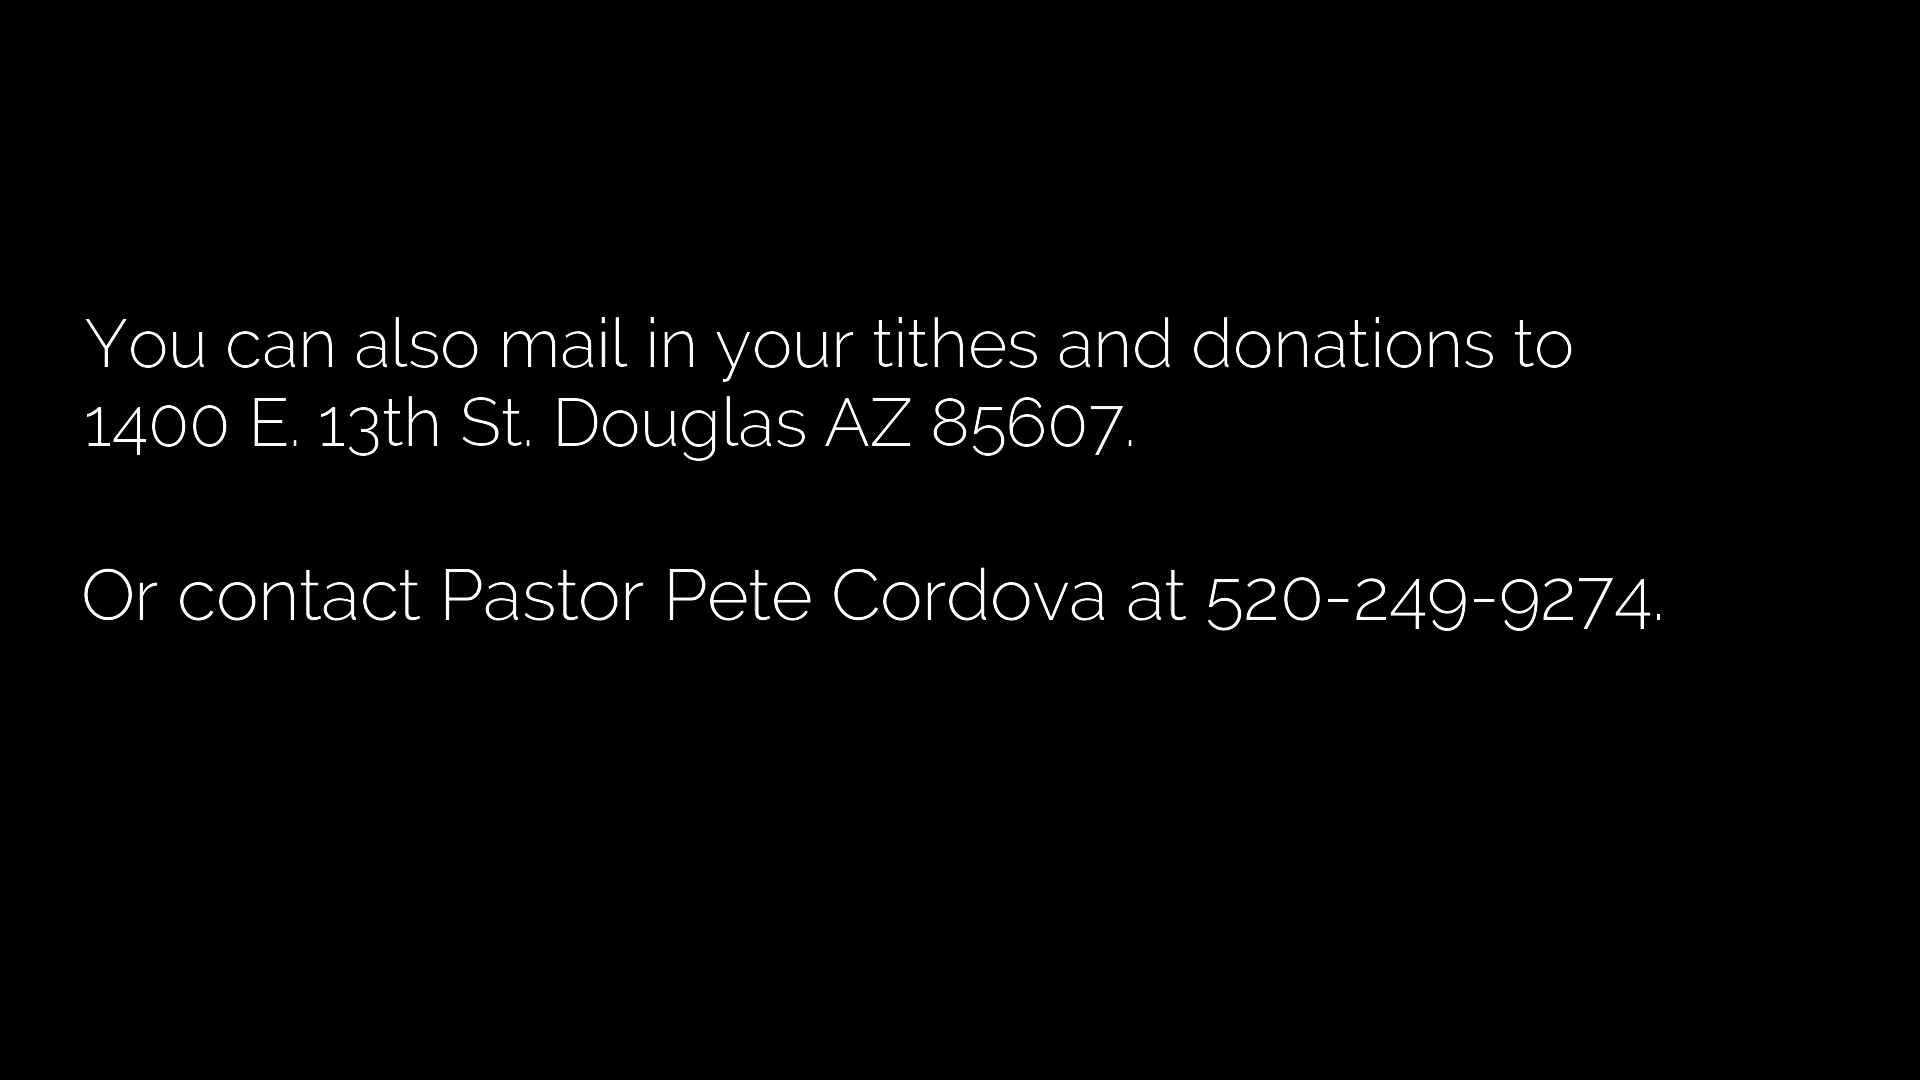 You can also mail in your tithes and donations to
1400 E. 13th St. Douglas AZ 85607.
Or contact Pastor Pete Cordova at 520-249-9274.